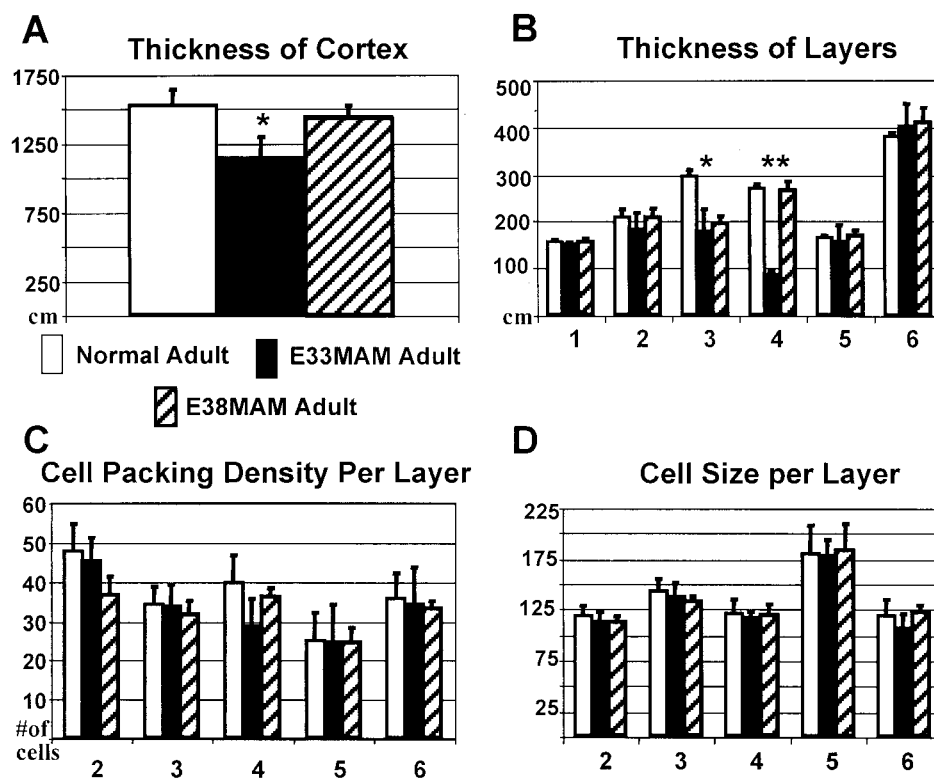 A
Thickness of Cortex
1750
1250
750
250
cm
B
Thickness of Layers
500
400
300
200
100
cm
*
*
**
1 2 3 4 5 6
Normal Adult
E33MAM Adult
E38MAM Adult
C
Cell Packing Density Per Layer
60
50
40
30
20
10
#of
cells
2 3 4 5 6
D
Cell Size per Layer
225
175
125
75
25
2 3 4 5 6